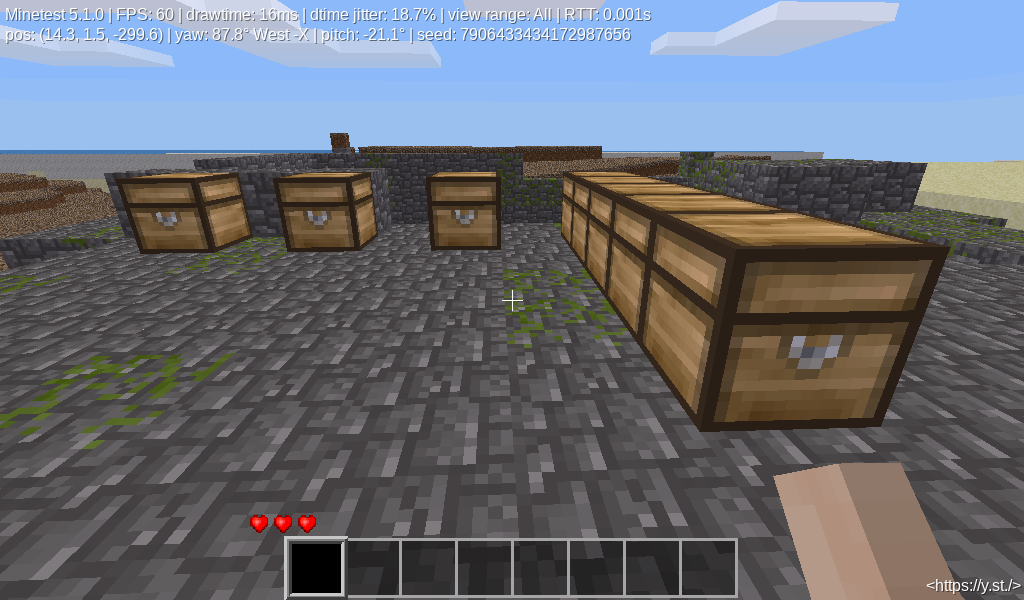 Minetest 5.1.0 | FPS: 60 | drawtime: 16ms | dtime jitter: 18.7% | view range: All | RTT: 0.001s
pos: (14.3, 1.5, -299.6) | yaw: 87.8° West -X | pitch: -21.1° | seed: 7906433434172987656
<https://y.st./>